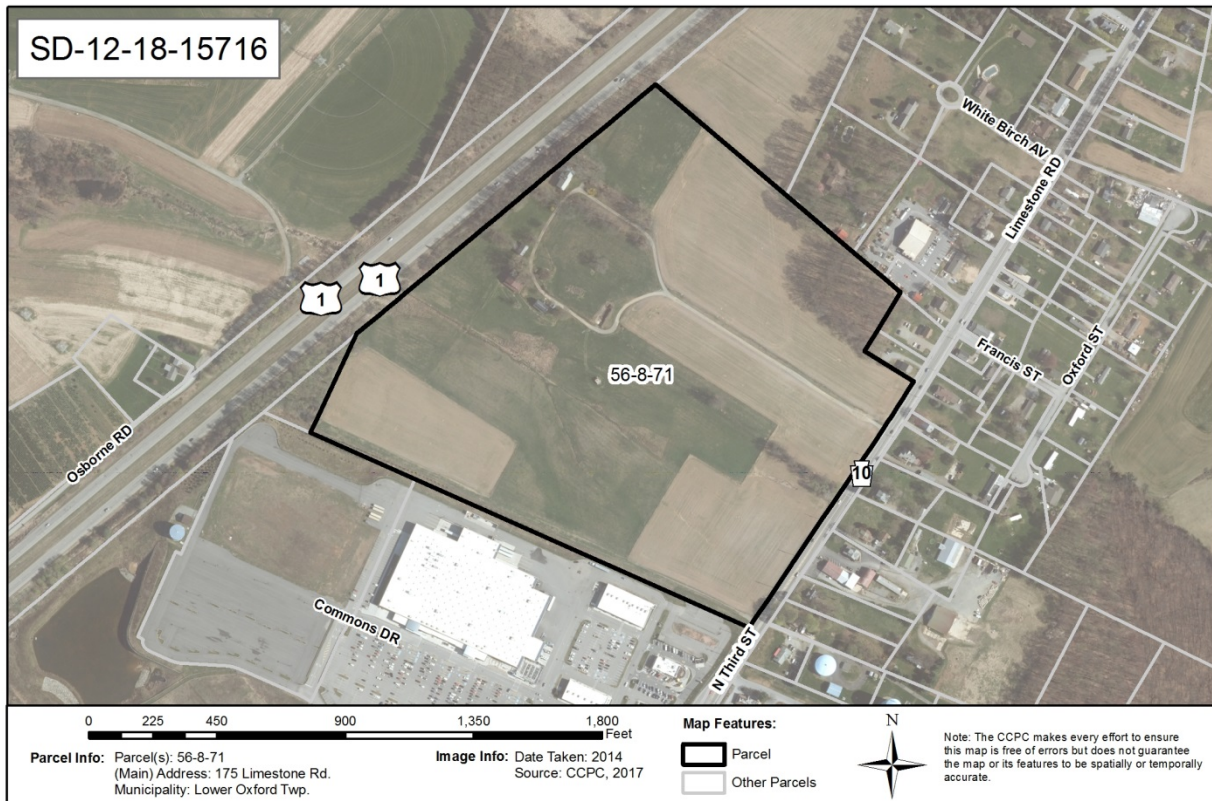 SD-12-18-15716
White Birch AV
Limestone RD
1
1
Francis ST
Oxford ST
56-8-71
Osborne RD
10
Commons DR
N Third ST
0 225 450 900 1,350 1,800
Feet
Parcel Info: Parcel(s): 56-8-71
(Main) Address: 175 Limestone Rd.
Municipality: Lower Oxford Twp.
Image Info: Date Taken: 2014
Source: CCPC, 2017
Map Features:
Parcel
Other Parcels
N
Note: The CCPC makes every effort to ensure
this map is free of errors but does not guarantee
the map or its features to be spatially or temporally
accurate.